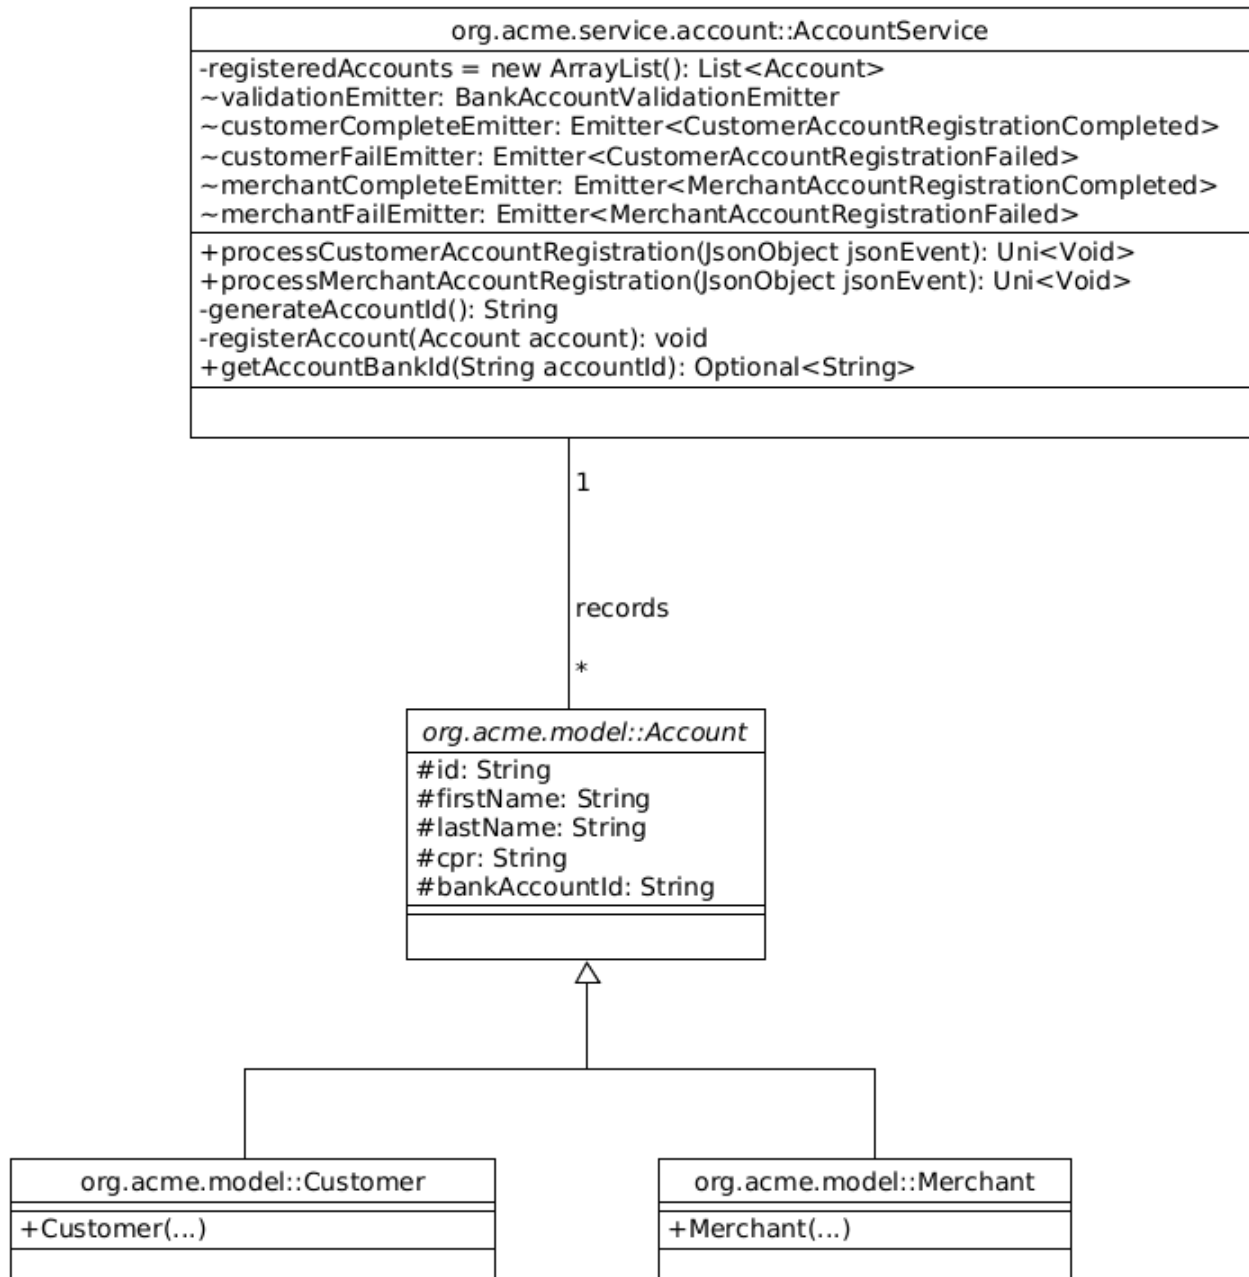 org.acme.service.account::AccountService
-registeredAccounts = new ArrayList(): List<Account>
~validationEmitter: BankAccountValidationEmitter
~customerCompleteEmitter: Emitter<CustomerAccountRegistrationCompleted>
~customerFailEmitter: Emitter<CustomerAccountRegistrationFailed>
~merchantCompleteEmitter: Emitter<MerchantAccountRegistrationCompleted>
~merchantFailEmitter: Emitter<MerchantAccountRegistrationFailed>
+processCustomerAccountRegistration(JsonObject jsonEvent): Uni<Void>
+processMerchantAccountRegistration(JsonObject jsonEvent): Uni<Void>
-generateAccountId(): String
-registerAccount(Account account): void
+getAccountBankId(String accountId): Optional<String>
1
records
*
org.acme.model::Account
#id: String
#firstName: String
#lastName: String
#cpr: String
#bankAccountId: String
org.acme.model::Customer
+Customer(...)
org.acme.model::Merchant
+Merchant(...)